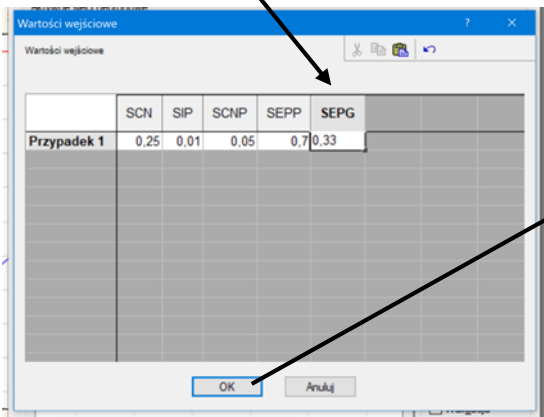 Wartości wejściowe ? ×
Wartości wejściowe
SCN SIP SCNP SEPP SEPG
Przypadek 1 0,25 0,01 0,05 0,7 0,33
OK Anuluj